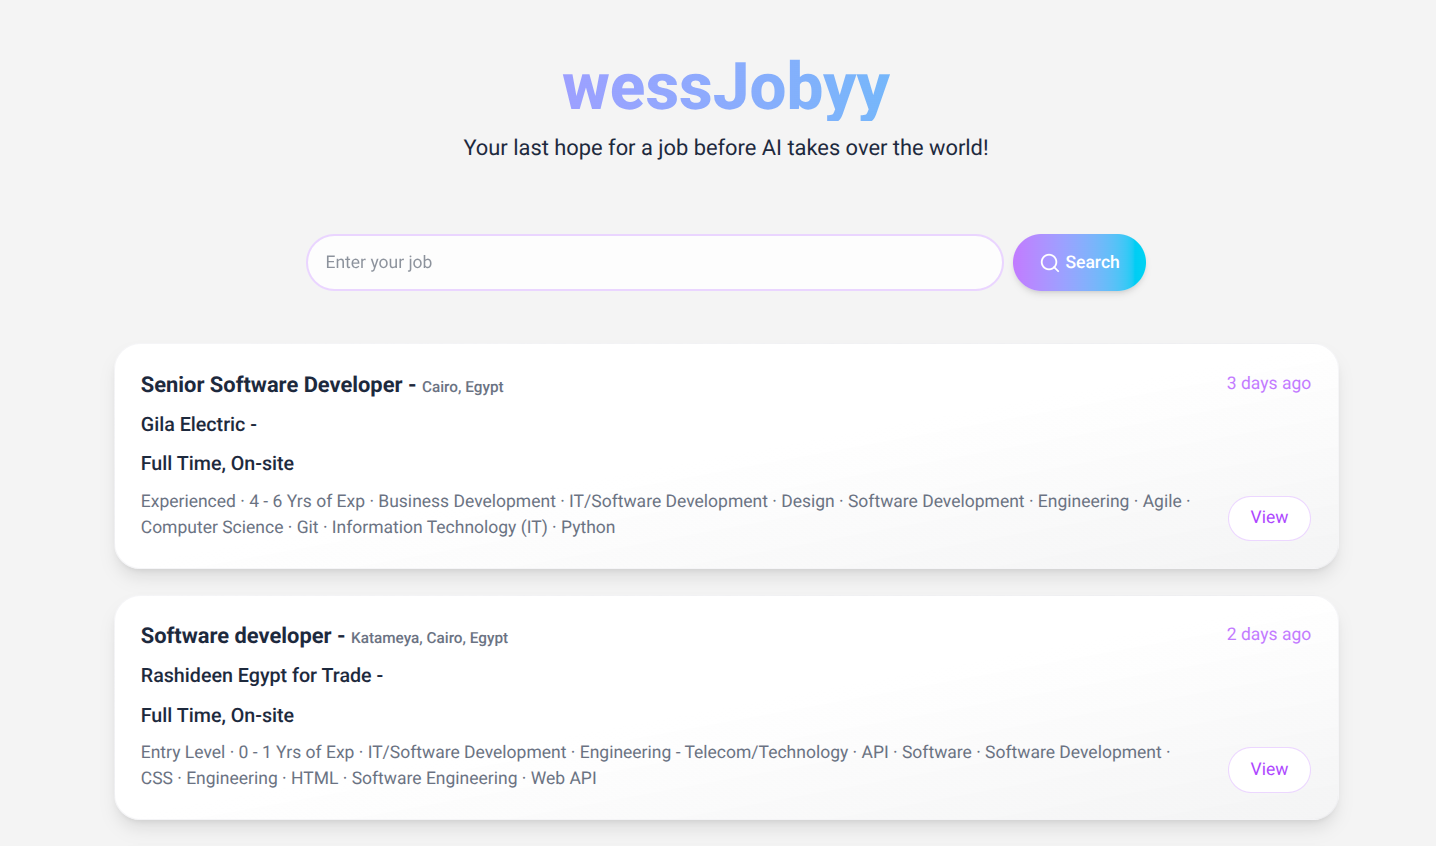 wessJobyy
Your last hope for a job before AI takes over the world!
Enter your job
Search
Senior Software Developer - Cairo, Egypt
3 days ago
Gila Electric -
Full Time, On-site
Experienced · 4 - 6 Yrs of Exp · Business Development · IT/Software Development · Design · Software Development · Engineering · Agile ·
Computer Science · Git · Information Technology (IT) · Python
View
Software developer - Katameya, Cairo, Egypt
2 days ago
Rashideen Egypt for Trade -
Full Time, On-site
Entry Level · 0 - 1 Yrs of Exp · IT/Software Development · Engineering - Telecom/Technology · API · Software · Software Development ·
CSS · Engineering · HTML · Software Engineering · Web API
View